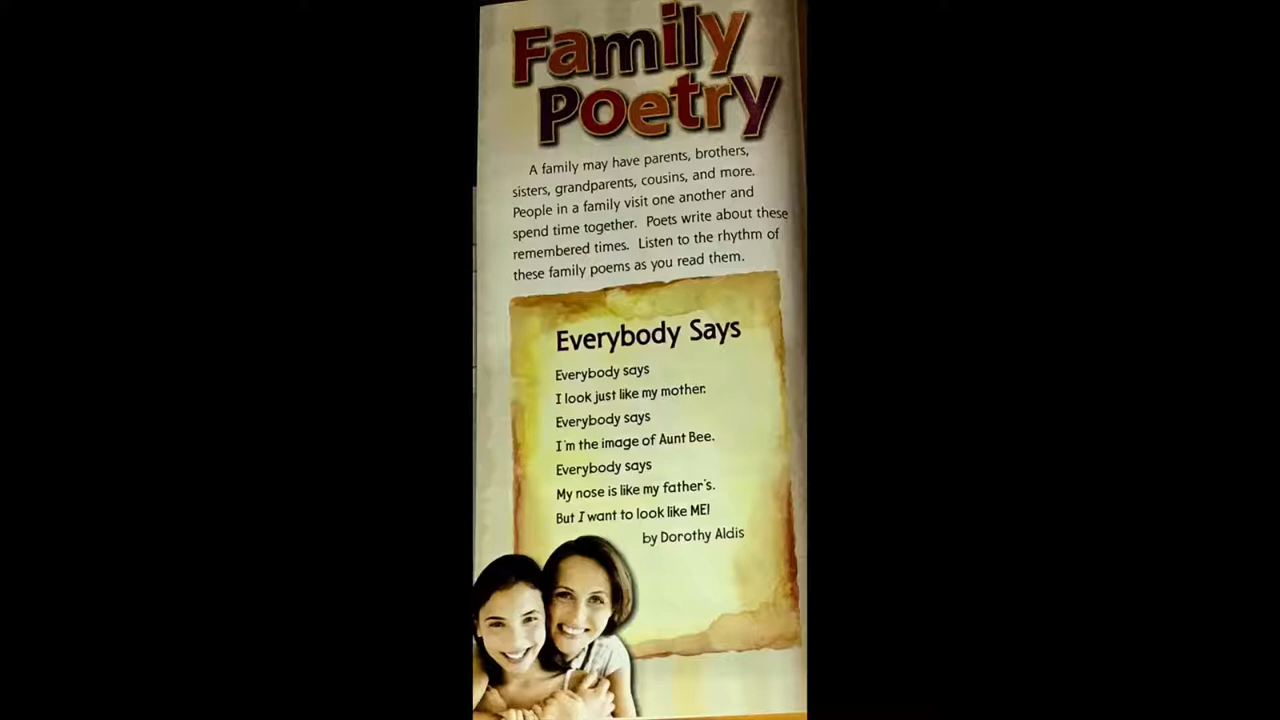 Family
Poetry
A family may have parents, brothers,
sisters, grandparents, cousins, and more.
People in a family visit one another and
spend time together. Poets write about these
remembered times. Listen to the rhythm of
these family poems as you read them.
Everybody Says
Everybody says
I look just like my mother.
Everybody says
I'm the image of Aunt Bee.
Everybody says
My nose is like my father's.
But I want to look like ME!
by Dorothy Aldis